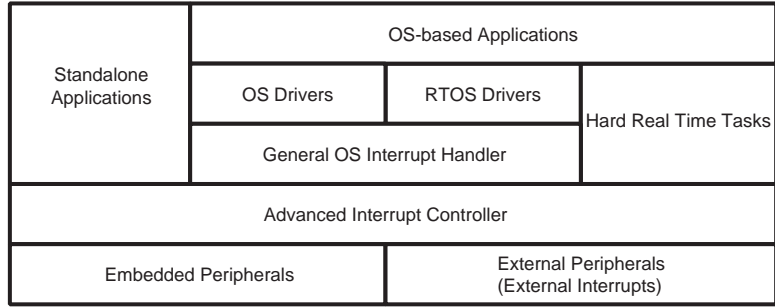 OS-based Applications
Standalone
Applications
OS Drivers
RTOS Drivers
Hard Real Time Tasks
General OS Interrupt Handler
Advanced Interrupt Controller
Embedded Peripherals
External Peripherals
(External Interrupts)